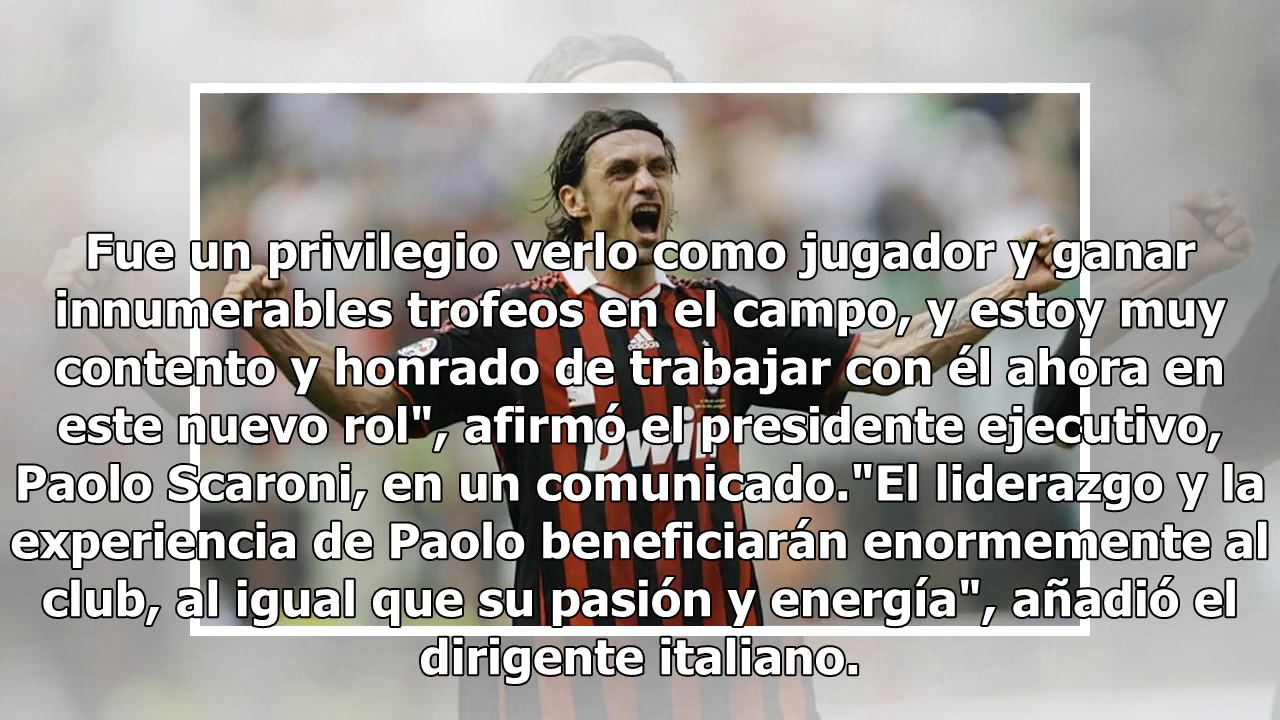 Fue un privilegio verlo como jugador y ganar
innumerables trofeos en el campo, y estoy muy
contento y honrado de trabajar con él ahora en
este nuevo rol", afirmó el presidente ejecutivo,
Paolo Scaroni, en un comunicado."El liderazgo y la
experiencia de Paolo beneficiarán enormemente al
club, al igual que su pasión y energía", añadió el
dirigente italiano.
adidas